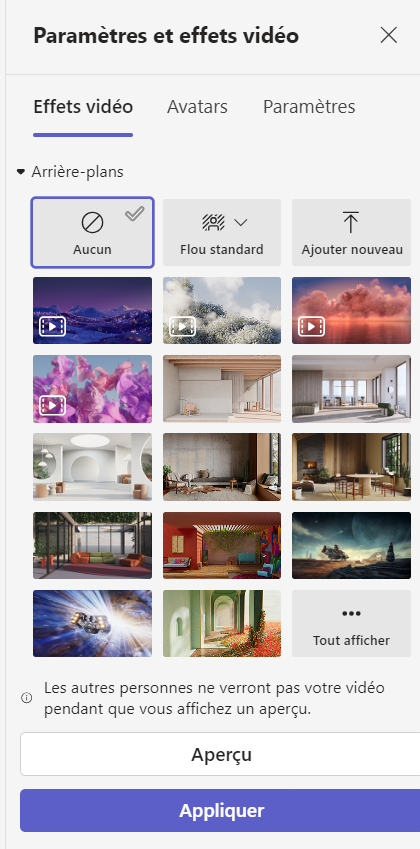 Paramètres et effets vidéo
Effets vidéo Avatars Paramètres
Arrière-plans
Aucun Flou standard Ajouter nouveau
Tout afficher
Les autres personnes ne verront pas votre vidéo
pendant que vous affichez un aperçu.
Aperçu
Appliquer